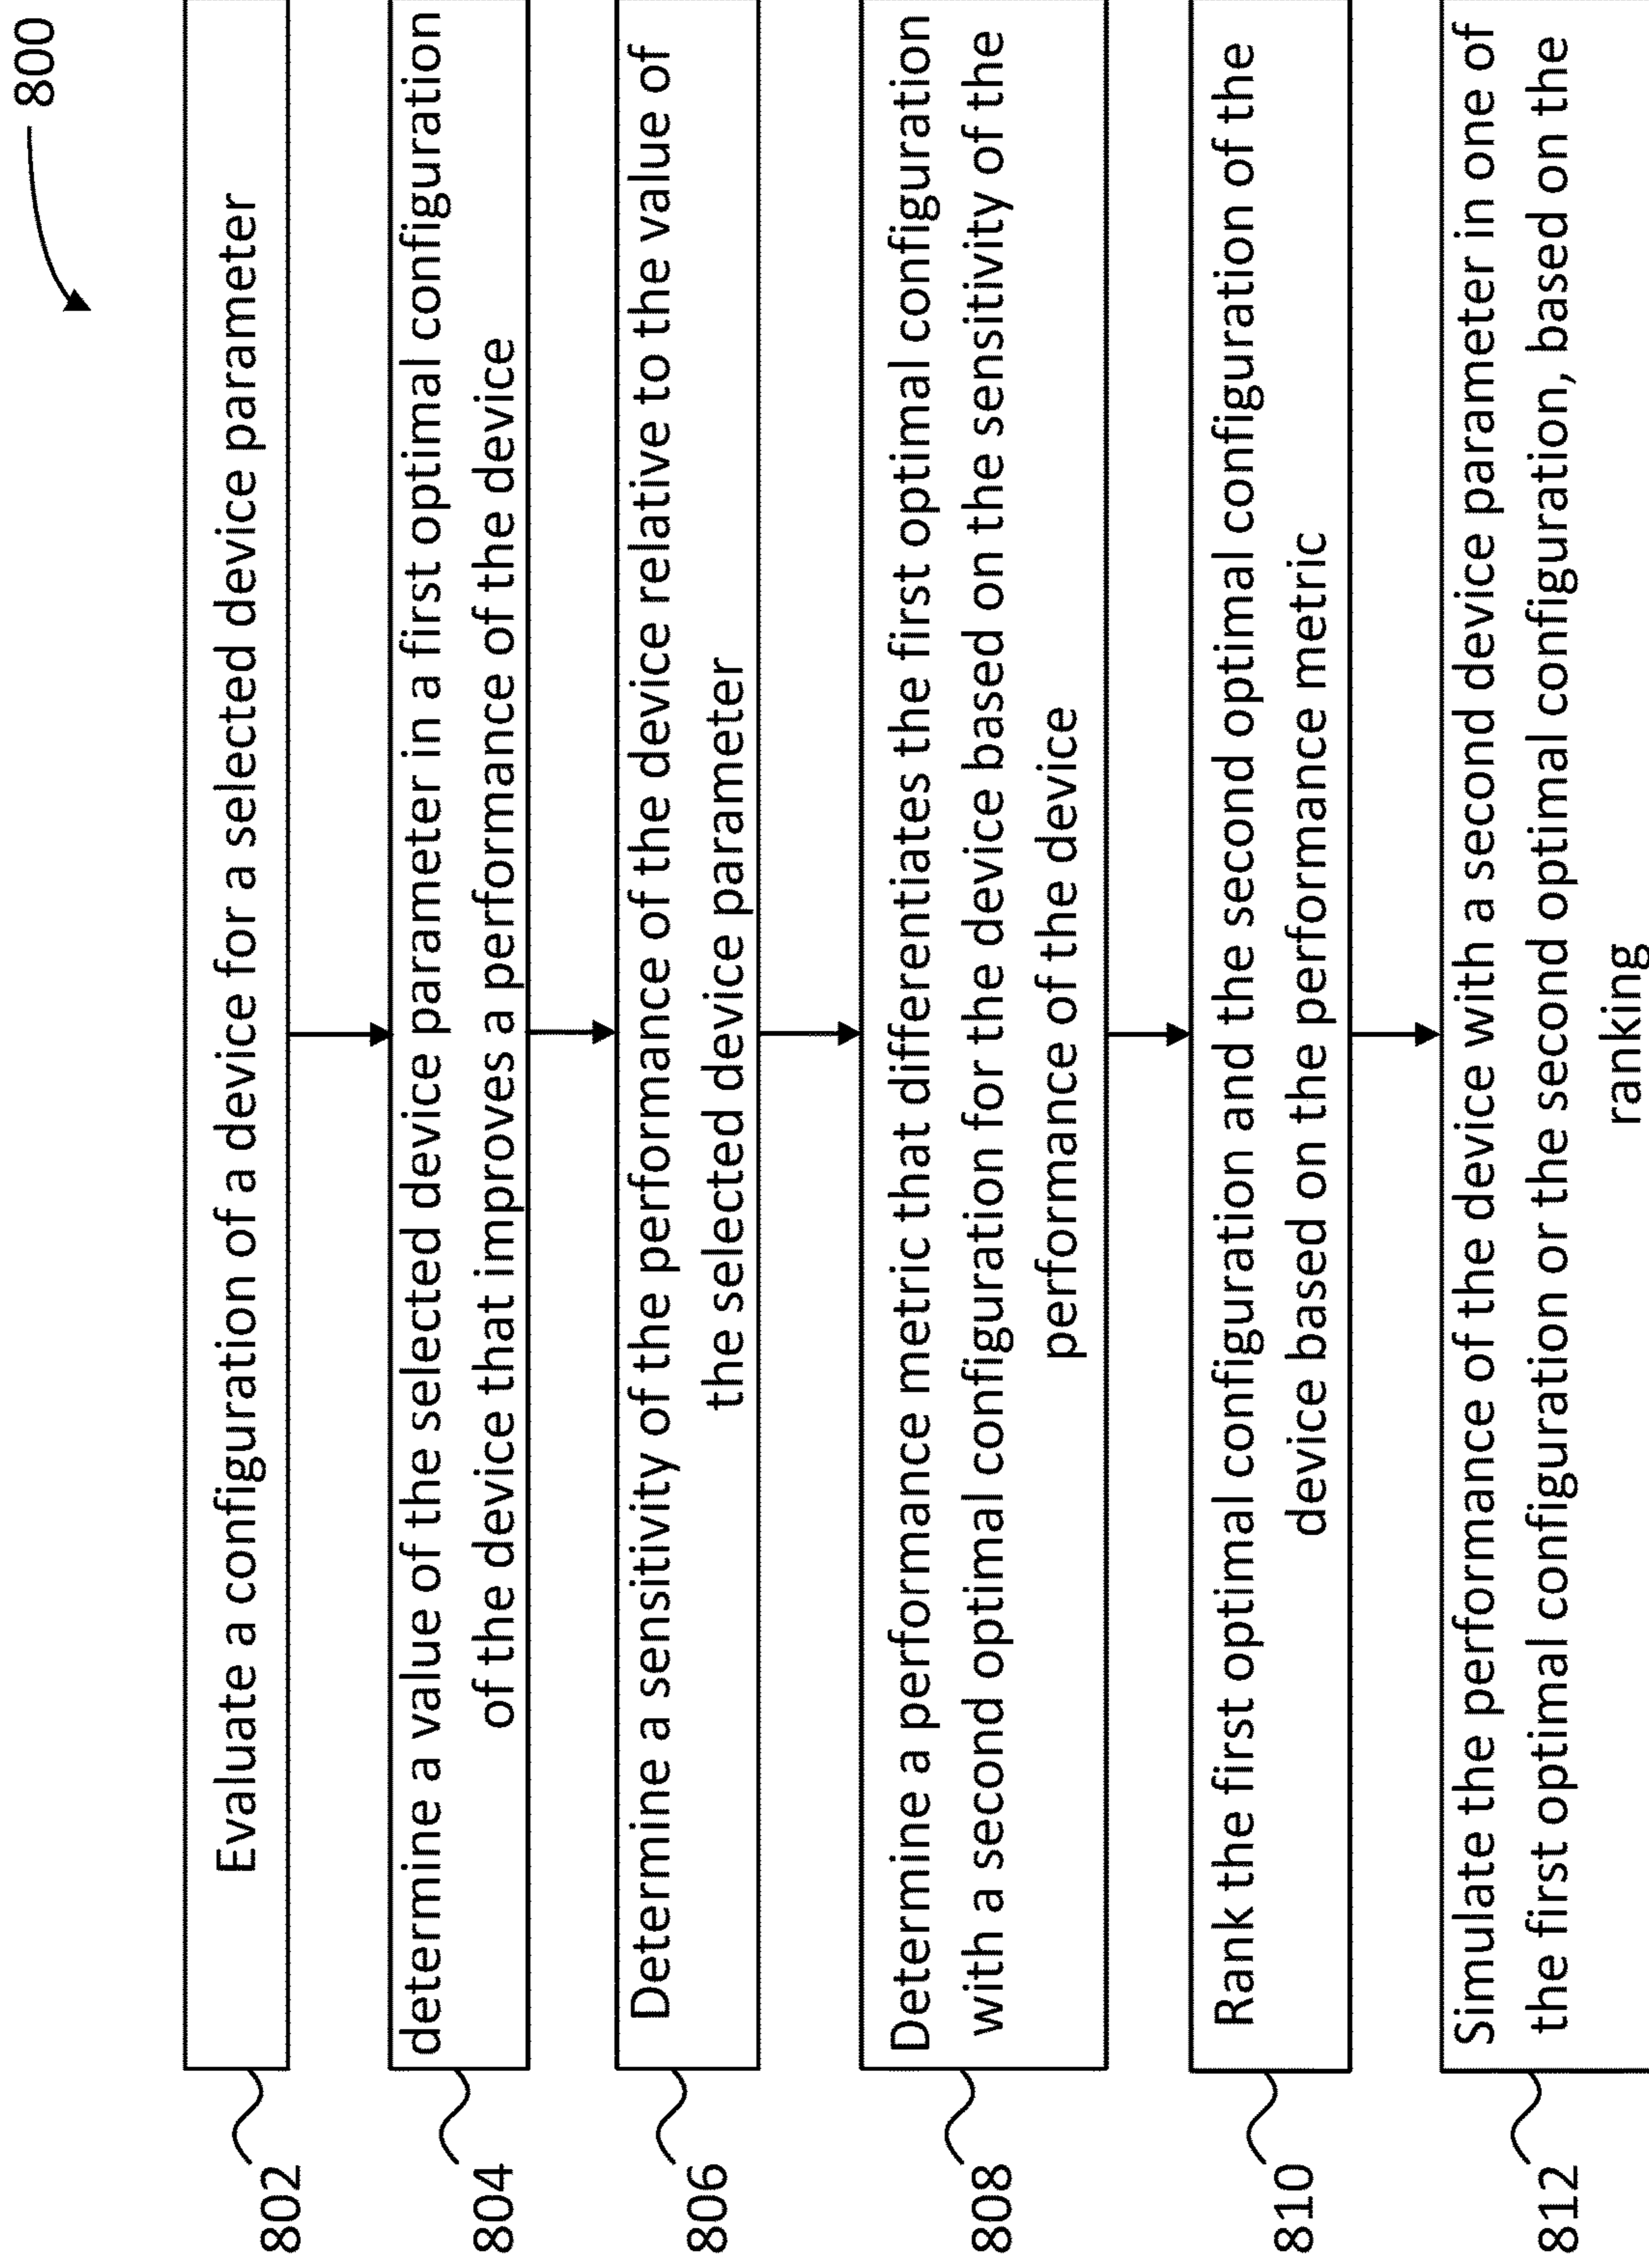 800
802
Evaluate a configuration of a device for a selected device parameter
804
determine a value of the selected device parameter in a first optimal configuration
of the device that improves a performance of the device
806
Determine a sensitivity of the performance of the device relative to the value of
the selected device parameter
808
Determine a performance metric that differentiates the first optimal configuration
with a second optimal configuration for the device based on the sensitivity of the
performance of the device
810
Rank the first optimal configuration and the second optimal configuration of the
device based on the performance metric
812
Simulate the performance of the device with a second device parameter in one of
the first optimal configuration or the second optimal configuration, based on the
ranking